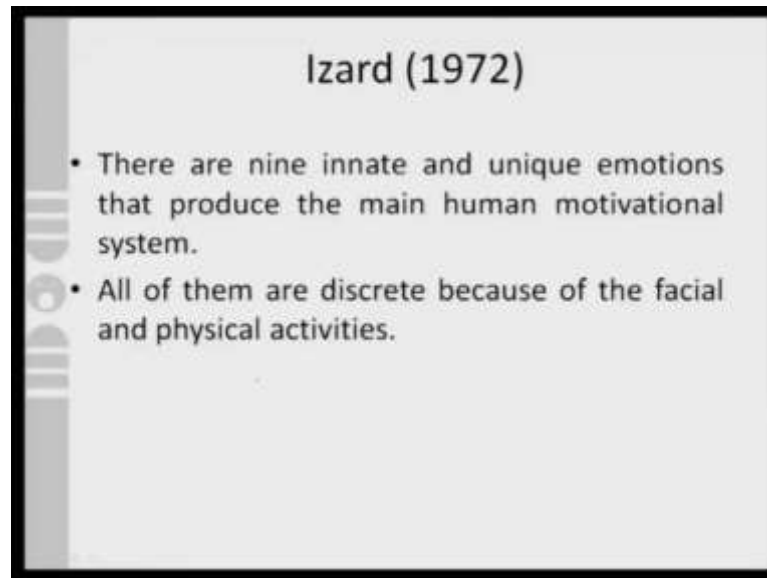 Izard (1972)
• There are nine innate and unique emotions
that produce the main human motivational
system.
• All of them are discrete because of the facial
and physical activities.